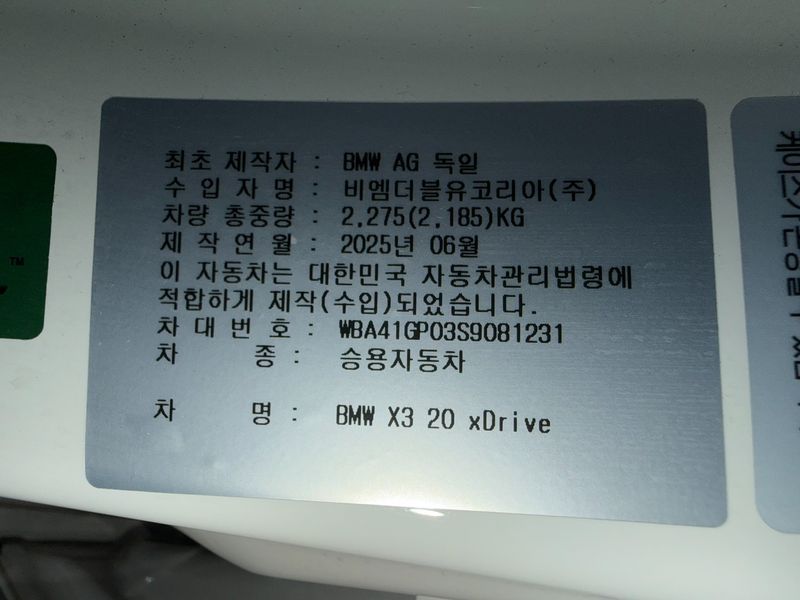 최초 제작자 : BMW AG 독일
수 입 자 명 : 비엠더블유코리아(주)
차량 총중량 : 2,275(2,185)KG
제 작 연 월 : 2025년 06월
이 자동차는 대한민국 자동차관리법령에
적합하게 제작(수입)되었습니다.
차 대 번 호 : WBA41GP03S9081231
차 종 : 승용자동차
차 명 : BMW X3 20 xDrive
TM